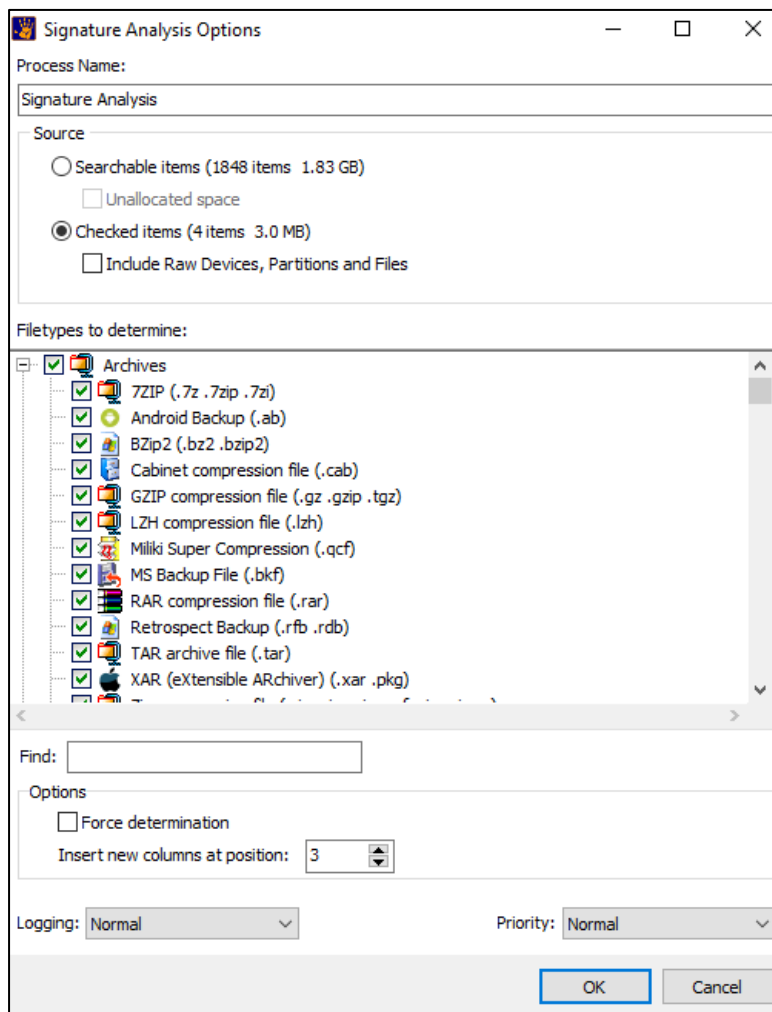 Signature Analysis Options
Process Name:
Signature Analysis
Source
Searchable items (1848 items 1.83 GB)
Unallocated space
Checked items (4 items 3.0 MB)
Include Raw Devices, Partitions and Files
Filetypes to determine:
Archives
7ZIP (.7z .7zip .7zi)
Android Backup (.ab)
BZip2 (.bz2 .bzip2)
Cabinet compression file (.cab)
GZIP compression file (.gz .gzip .tgz)
LZH compression file (.lzh)
Miliki Super Compression (.qcf)
MS Backup File (.bkf)
RAR compression file (.rar)
Retrospect Backup (.rfb .rdb)
TAR archive file (.tar)
XAR (eXtensible ARchiver) (.xar .pkg)
Find:
Options
Force determination
Insert new columns at position: 3
Logging: Normal Priority: Normal
OK Cancel